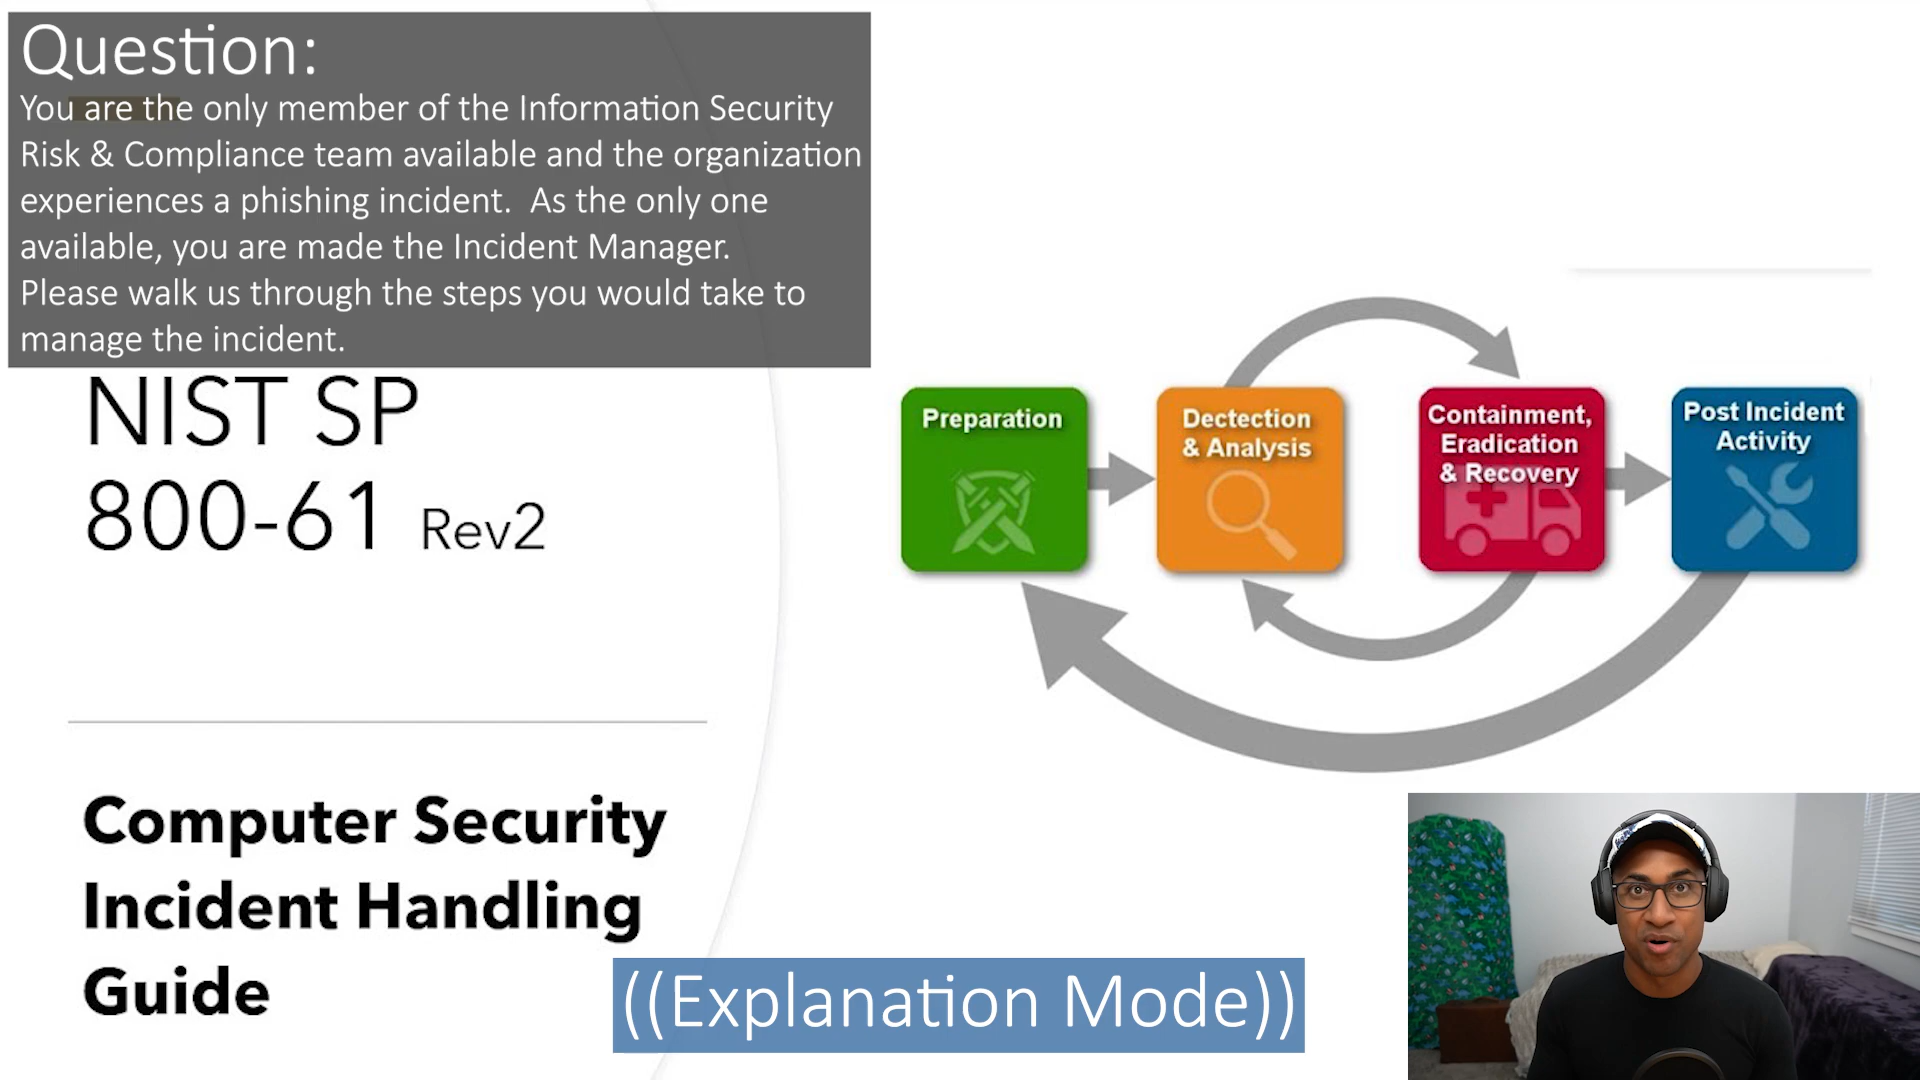 Question:
You are the only member of the Information Security
Risk & Compliance team available and the organization
experiences a phishing incident.  As the only one
available, you are made the Incident Manager.
Please walk us through the steps you would take to
manage the incident.
NIST SP
800-61 Rev2
Computer Security
Incident Handling
Guide
Preparation
Dectection
& Analysis
Containment,
Eradication
& Recovery
Post Incident
Activity
((Explanation Mode))